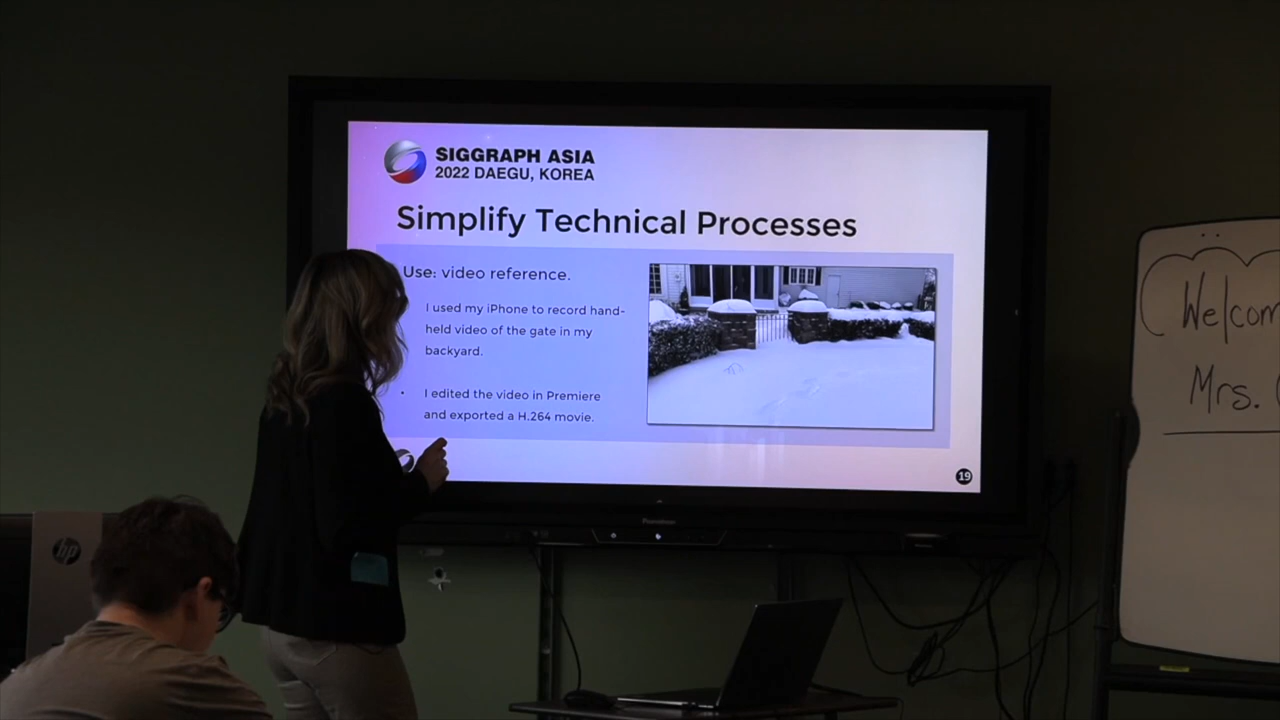 SIGGRAPH ASIA
2022 DAEGU, KOREA
Simplify Technical Processes
Use: video reference.
I used my iPhone to record hand-
held video of the gate in my
backyard.
• I edited the video in Premiere
and exported a H.264 movie.
19
hp
Welcom
Mrs.